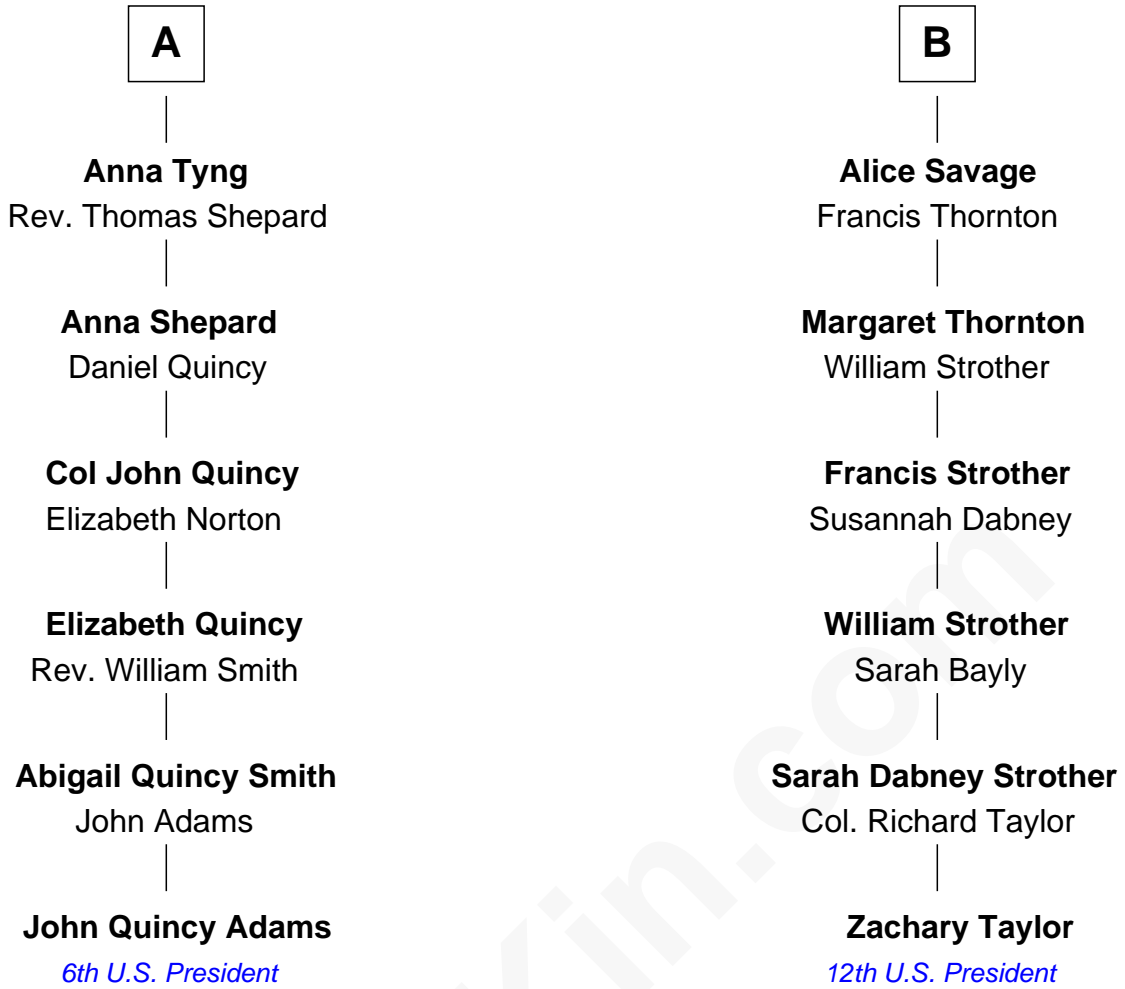 A
Anna Tyng
Rev. Thomas Shepard
Anna Shepard
Daniel Quincy
Col John Quincy
Elizabeth Norton
Elizabeth Quincy
Rev. William Smith
Abigail Quincy Smith
John Adams
John Quincy Adams
6th U.S. President
B
Alice Savage
Francis Thornton
Margaret Thornton
William Strother
Francis Strother
Susannah Dabney
William Strother
Sarah Bayly
Sarah Dabney Strother
Col. Richard Taylor
Zachary Taylor
12th U.S. President
Kin.com